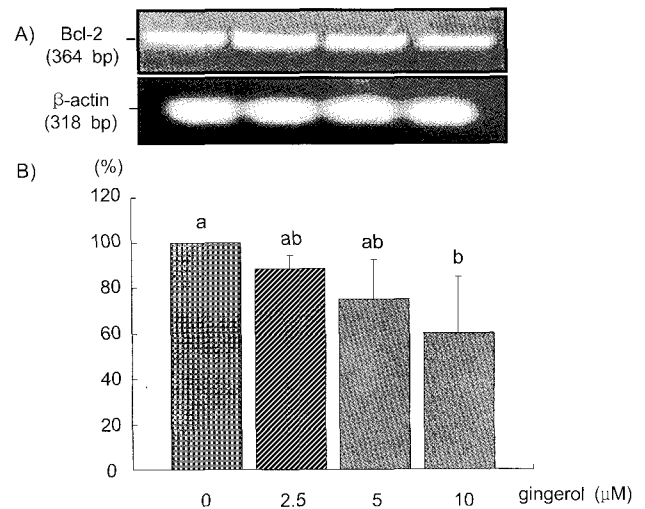 A) Bcl-2
(364 bp)
β-actin
(318 bp)
B) (%)
120
100
80
60
40
20
0
a ab ab b
0 2.5 5 10 gingerol (μM)